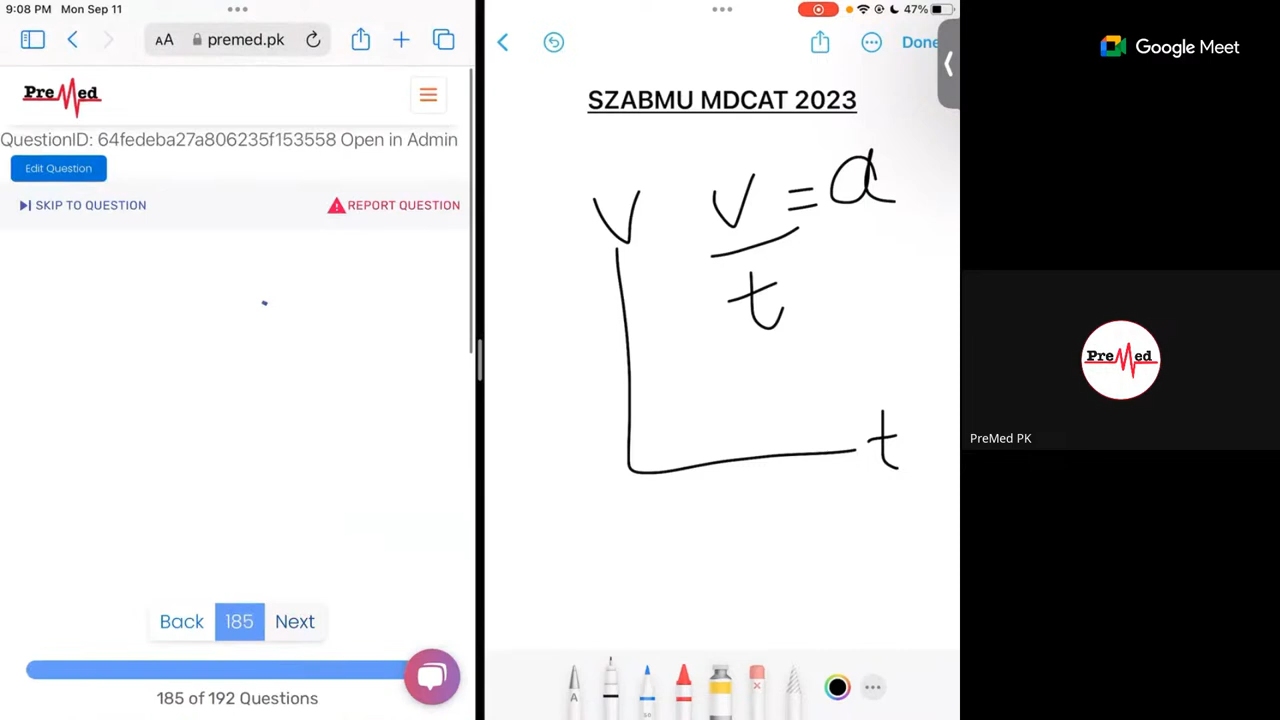 9:08 PM Mon Sep 11
AA premed.pk
PreMed
QuestionID: 64fedeba27a806235f153558 Open in Admin
Edit Question
SKIP TO QUESTION
REPORT QUESTION
Back 185 Next
185 of 192 Questions
47%
Done
SZABMU MDCAT 2023
v
v = a
t
t
A
Google Meet
PreMed
PreMed PK